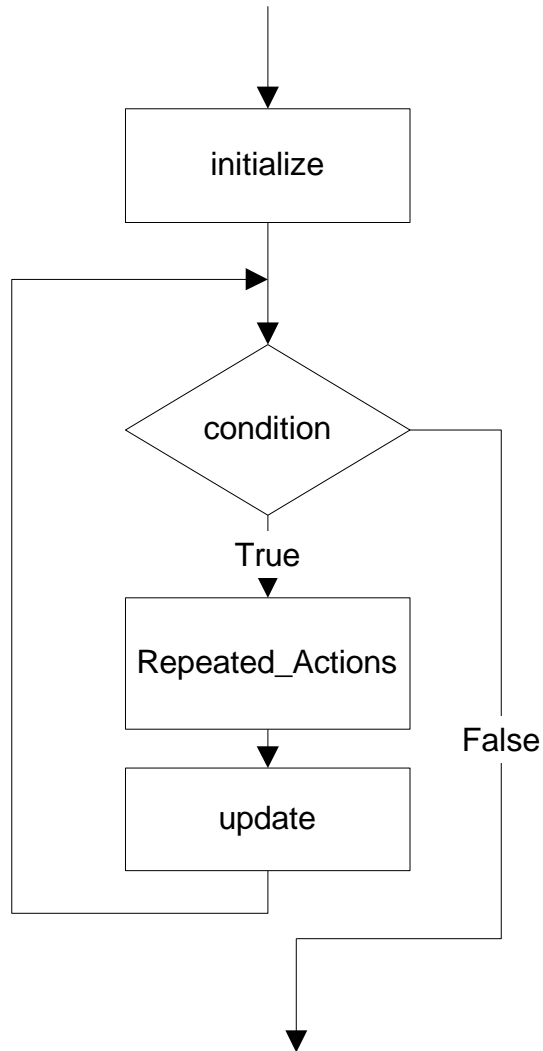 initialize
condition
True
Repeated_Actions
False
update